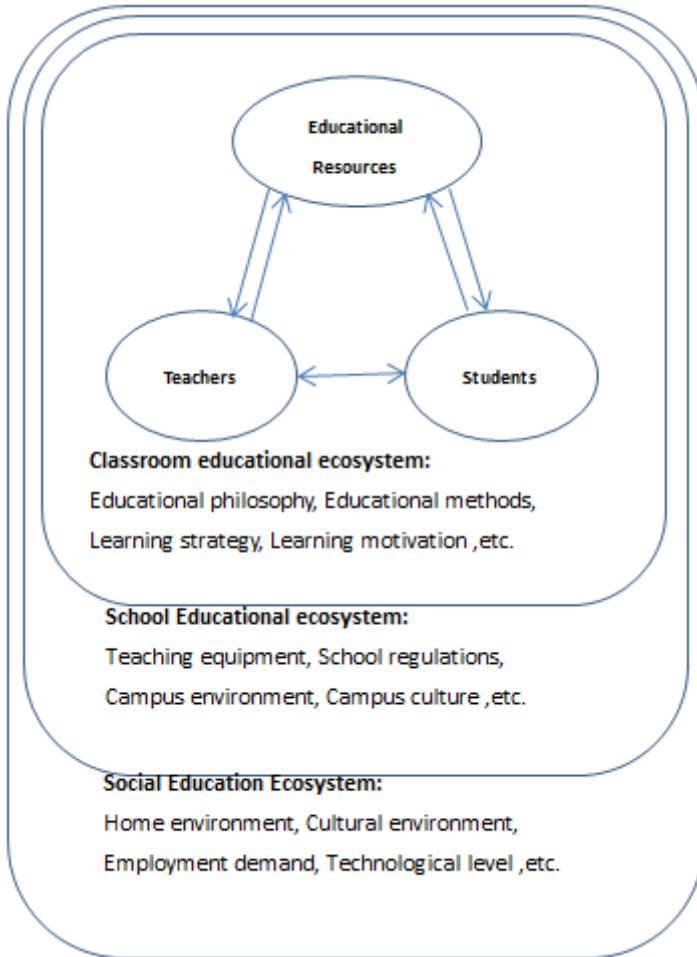 Educational
Resources
Teachers
Students
Classroom educational ecosystem:
Educational philosophy, Educational methods,
Learning strategy, Learning motivation ,etc.
School Educational ecosystem:
Teaching equipment, School regulations,
Campus environment, Campus culture ,etc.
Social Education Ecosystem:
Home environment, Cultural environment,
Employment demand, Technological level ,etc.